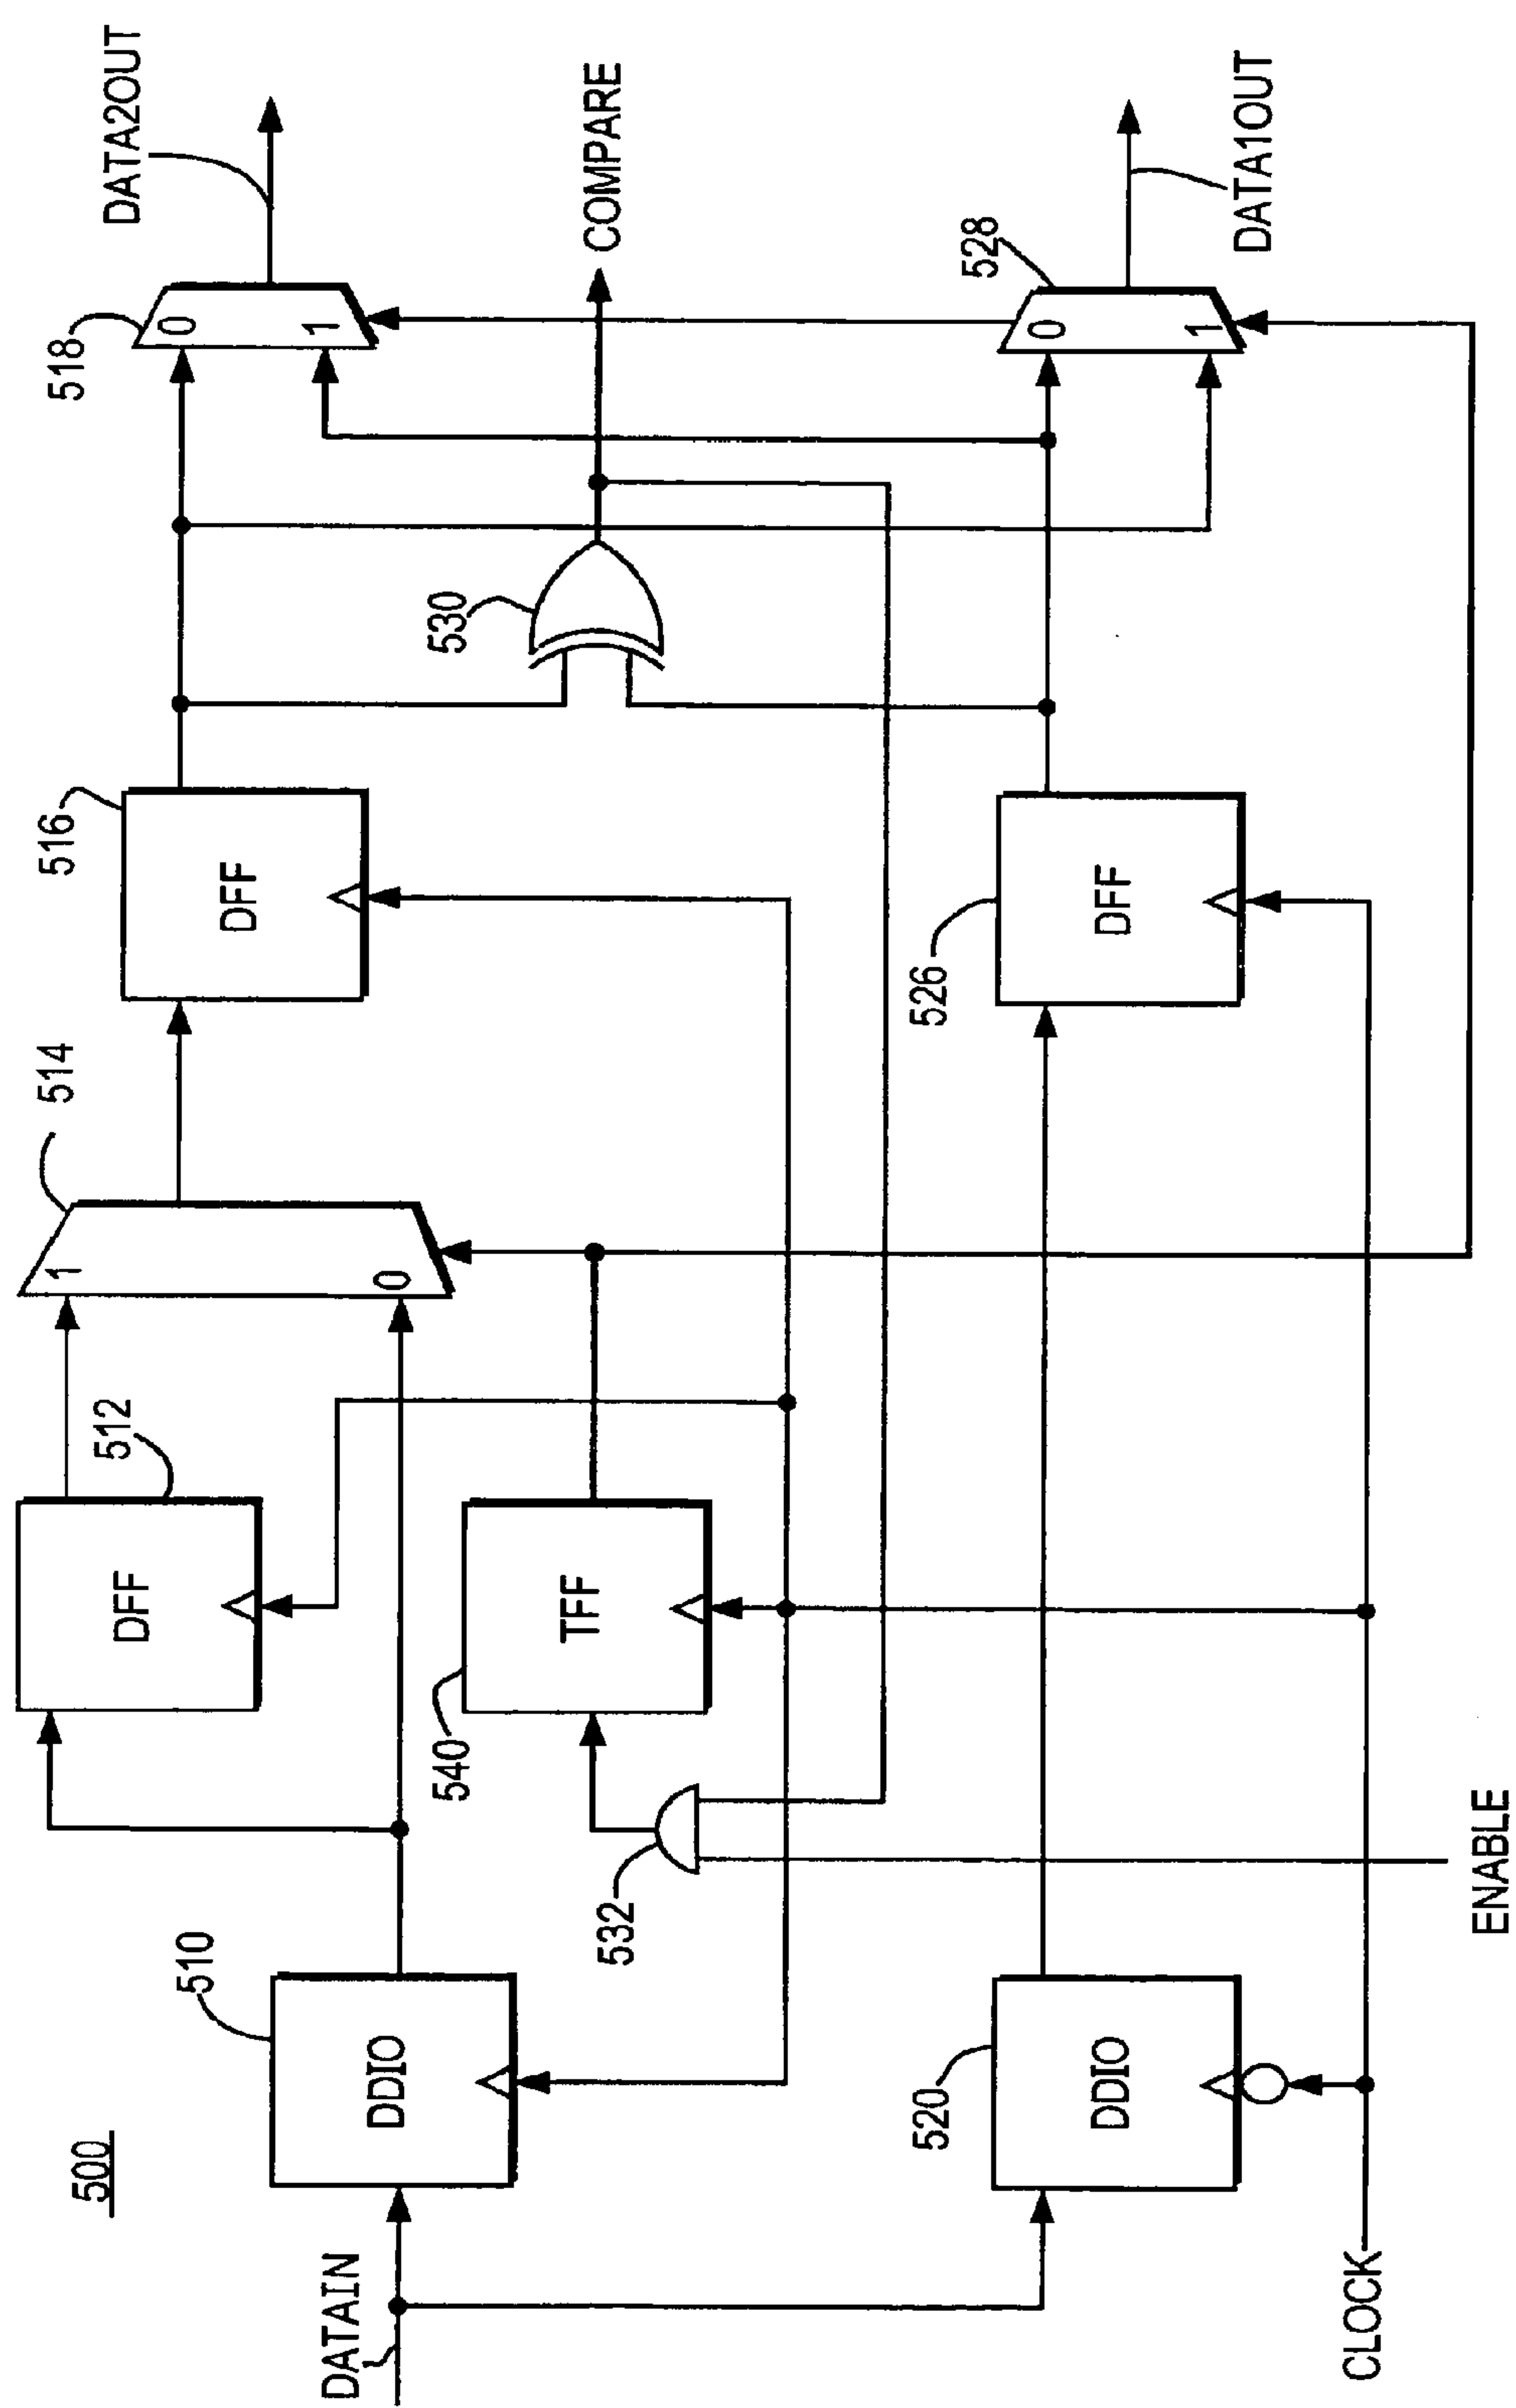 500
DATAIN
510
DDIO
512
DFF
1
0
514
516
DFF
518
0
1
DATA2OUT
540
TFF
532
530
COMPARE
520
DDIO
526
DFF
528
0
1
DATA1OUT
CLOCK
ENABLE